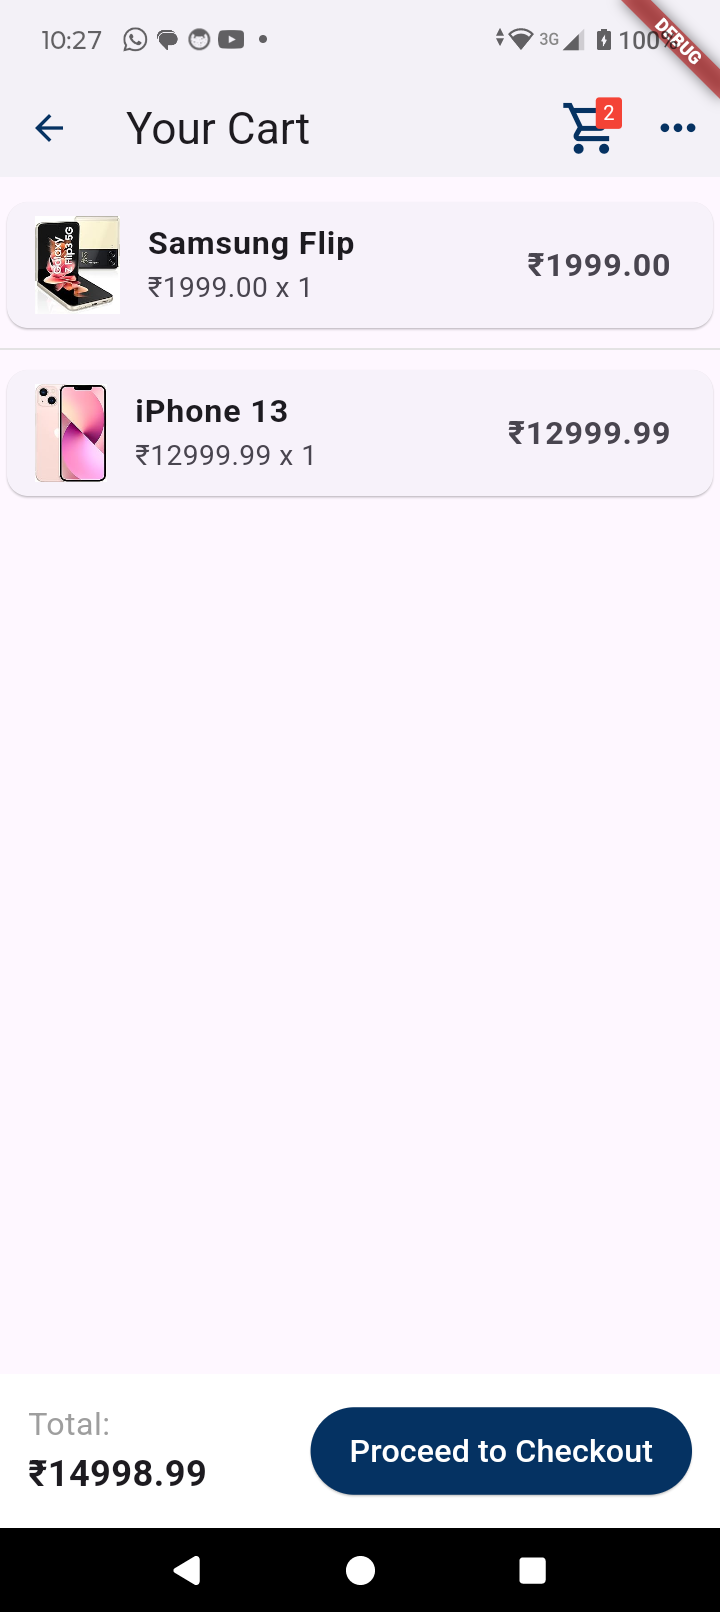 10:27
3G
100%
DEBUG
Your Cart
2
Galaxy
Z Flip3 5G
Samsung Flip
₹1999.00 x 1
₹1999.00
iPhone 13
₹12999.99 x 1
₹12999.99
Total:
₹14998.99
Proceed to Checkout